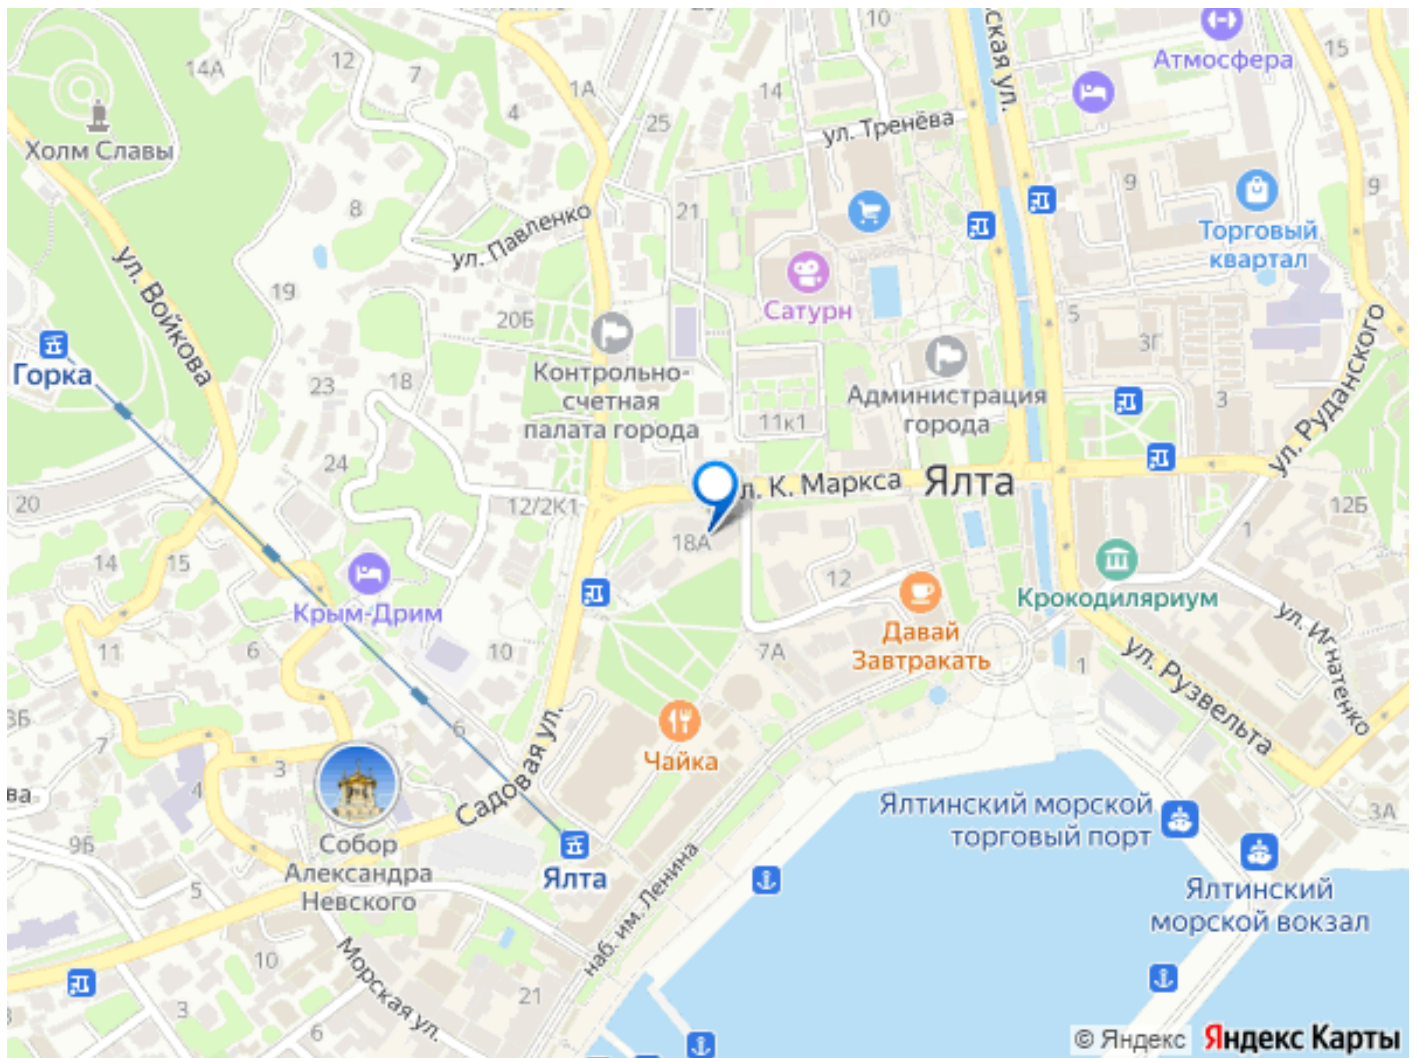 10
ская ул.
Атмосфера
15
14А
12
7
1А
14
4
25
ул. Тренёва
Холм Славы
9
9
8
21
ул. Павленко
Торговый
квартал
ул. Войкова
19
20Б
Сатурн
5
3Г
Горка
Контрольно-
счетная
палата города
Администрация
города
ул. Руданского
23
18
3
11к1
24
ул. К. Маркса
Ялта
20
12/2К1
12Б
18А
1
14
15
12
Крым-Дрим
Крокодиляриум
Давай
Завтракать
ул. Игнатенко
11
6
10
7А
1
ул. Рузвельта
3Б
7
6
Садовая ул.
Чайка
3
4
ва
Ялтинский морской
торговый порт
3А
9Б
Собор
Александра
Невского
Ялта
наб. им. Ленина
5
Ялтинский
морской вокзал
10
Морская ул.
21
3
6
© Яндекс Яндекс Карты